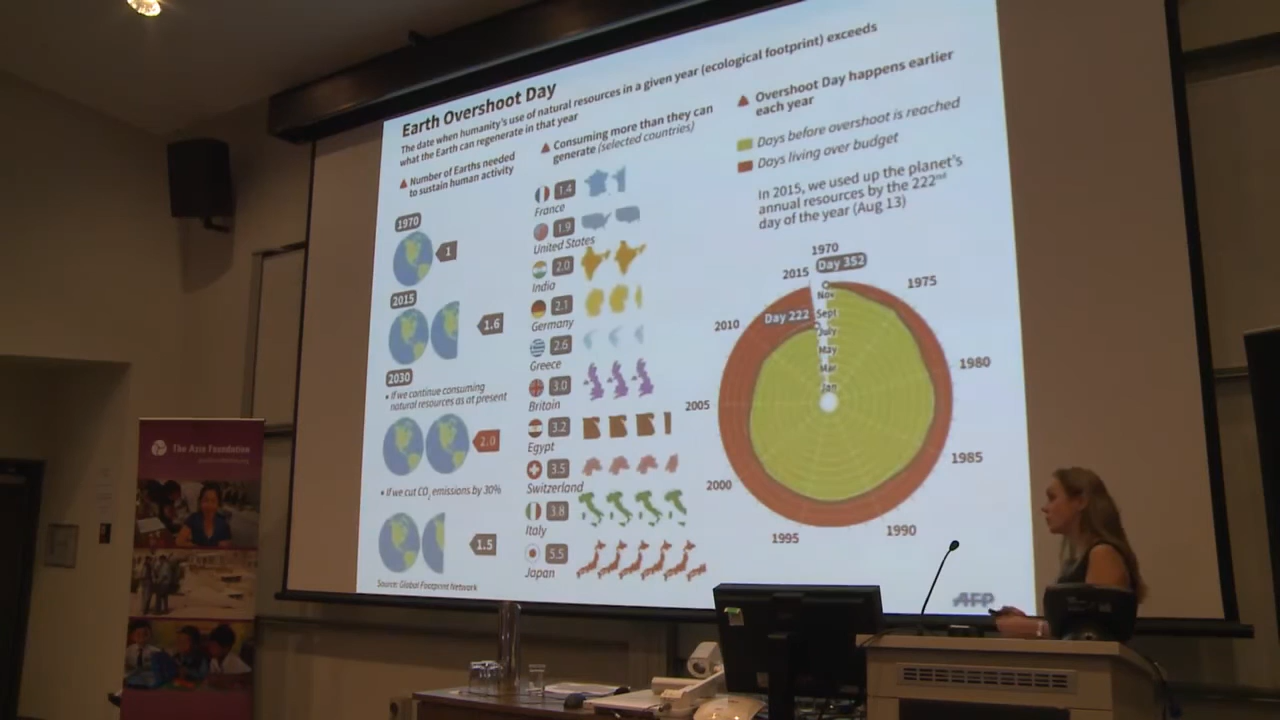 Earth Overshoot Day
The date when humanity's use of natural resources in a given year (ecological footprint) exceeds
what the Earth can regenerate in that year
Number of Earths needed
to sustain human activity
1970
1
2015
1.6
2030
• If we continue consuming
natural resources as at present
2.0
• If we cut CO2 emissions by 30%
1.5
Source: Global Footprint Network
Consuming more than they can
generate (selected countries)
1.4
France
1.9
United States
2.0
India
2.1
Germany
2.6
Greece
3.0
Britain
3.2
Egypt
3.5
Switzerland
3.8
Italy
5.5
Japan
Overshoot Day happens earlier
each year
Days before overshoot is reached
Days living over budget
In 2015, we used up the planet's
annual resources by the 222nd
day of the year (Aug 13)
1970
Day 352
2015
1975
Nov
Day 222
Sept
2010
July
May
1980
Mar
Jan
2005
1985
2000
1990
1995
AFP
The Asia Foundation